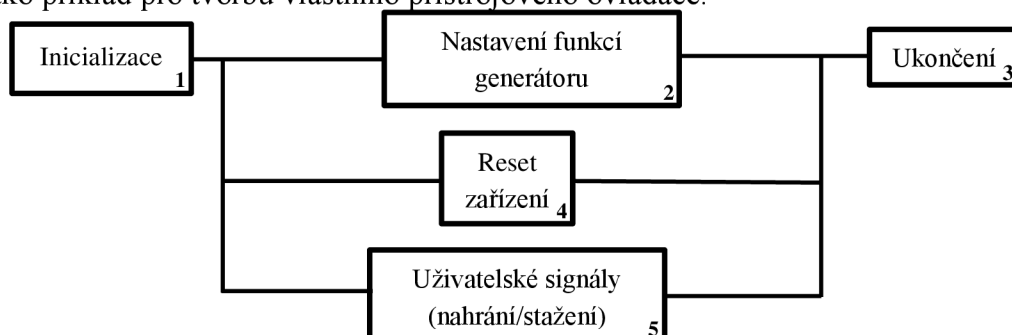 ko příklad pro tvorbu vlastního přístrojového ovladače.
Inicializace
1
Nastavení funkcí
generátoru
2
Ukončení
3
Reset
zařízení
4
Uživatelské signály
(nahrání/stažení)
5